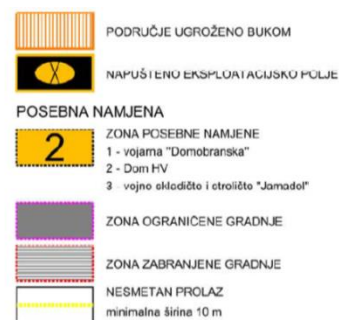 PODRUČJE UGROŽENO BUKOM
NAPUŠTENO EKSPLOATACIJSKO POLJE
POSEBNA NAMJENA
2
ZONA POSEBNE NAMJENE
1 - vojarna "Domobranska"
2 - Dom HV
3 - vojno skladište i strelište "Jamadol"
ZONA OGRANIČENE GRADNJE
ZONA ZABRANJENE GRADNJE
NESMETAN PROLAZ
minimalna širina 10 m